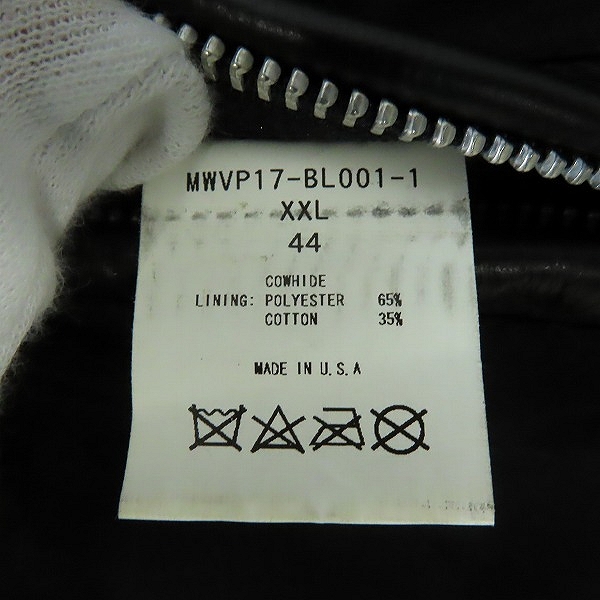 MWVP17-BL001-1
XXL
44
COWHIDE
LINING: POLYESTER 65%
COTTON 35%
MADE IN U.S.A